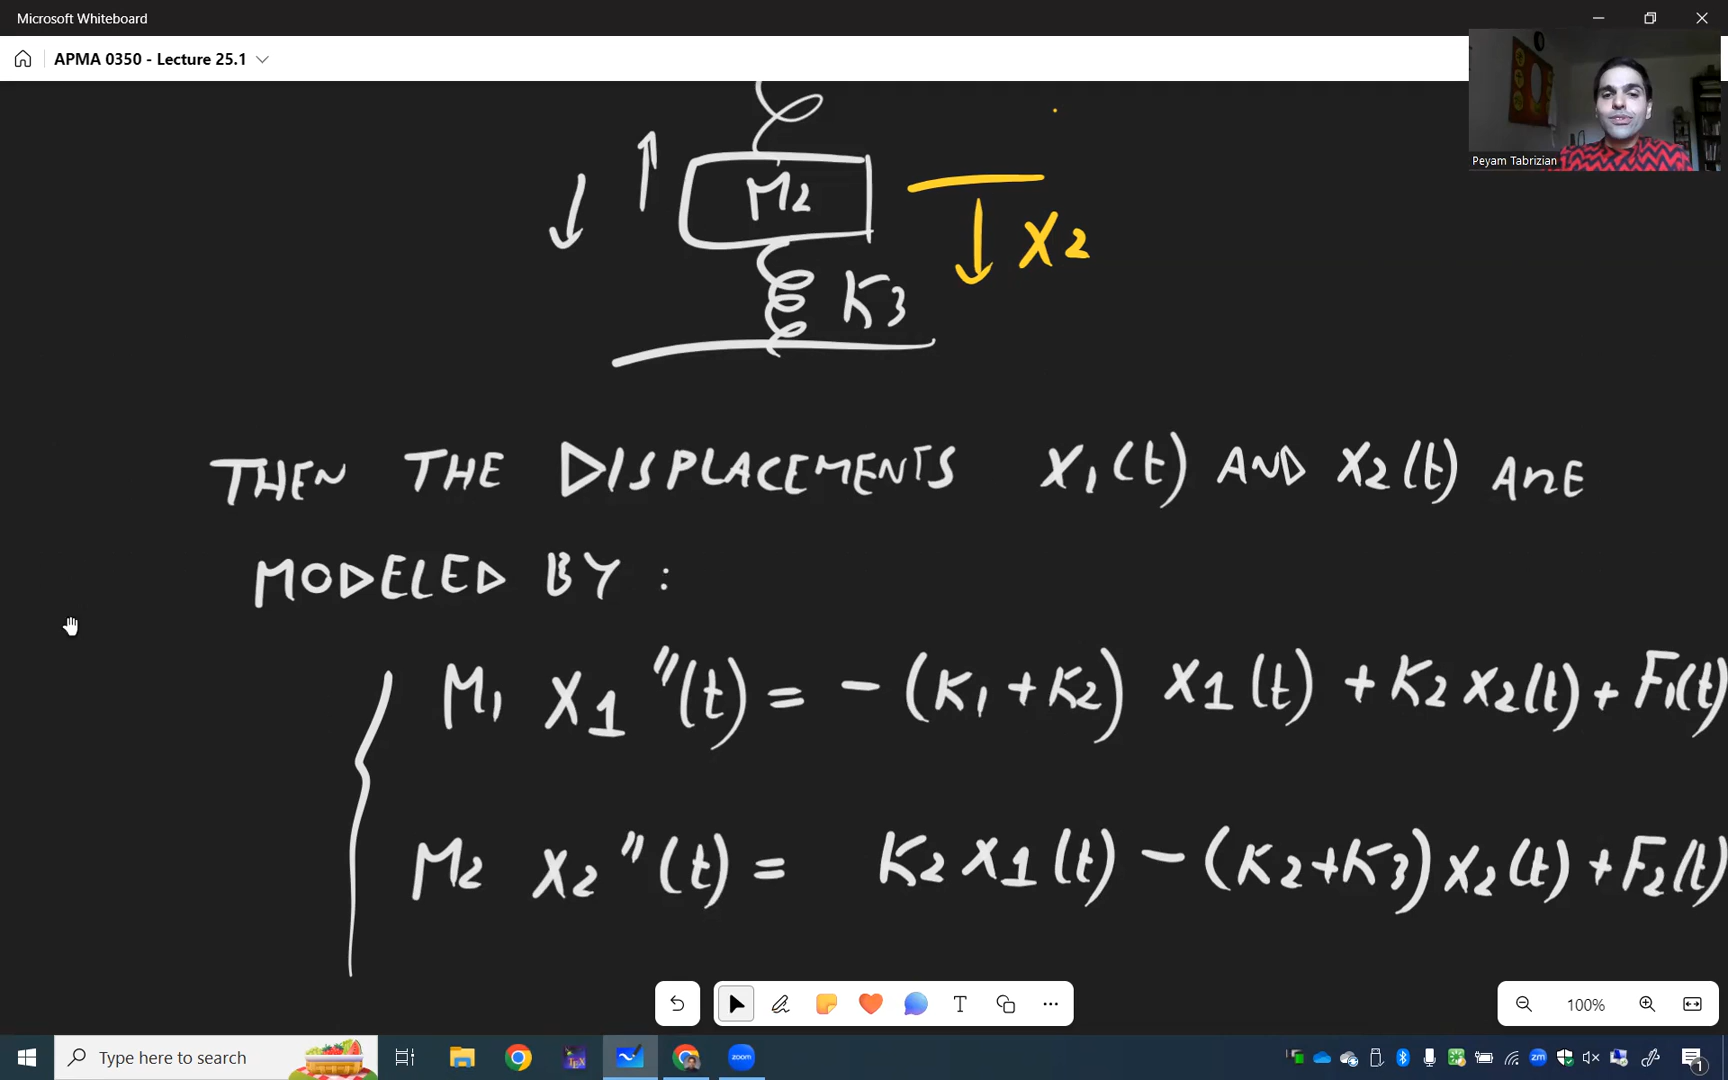 Microsoft Whiteboard
APMA 0350 - Lecture 25.1
Peyam Tabrizian
M2
X2
K3
THEN THE DISPLACEMENTS X1(t) AND X2(t) ARE
MODELED BY :
M1 X1"(t) = - (K1 + K2) X1(t) + K2 X2(t) + F1(t)
M2 X2"(t) = K2 X1(t) - (K2+K3) X2(t) + F2(t)
100%
Type here to search
zoom